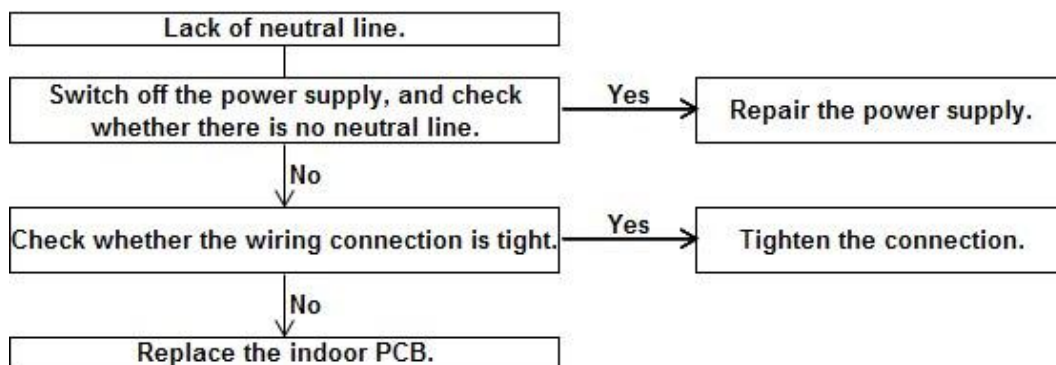 Lack of neutral line.
Switch off the power supply, and check
whether there is no neutral line.
Yes
Repair the power supply.
No
Check whether the wiring connection is tight.
Yes
Tighten the connection.
No
Replace the indoor PCB.